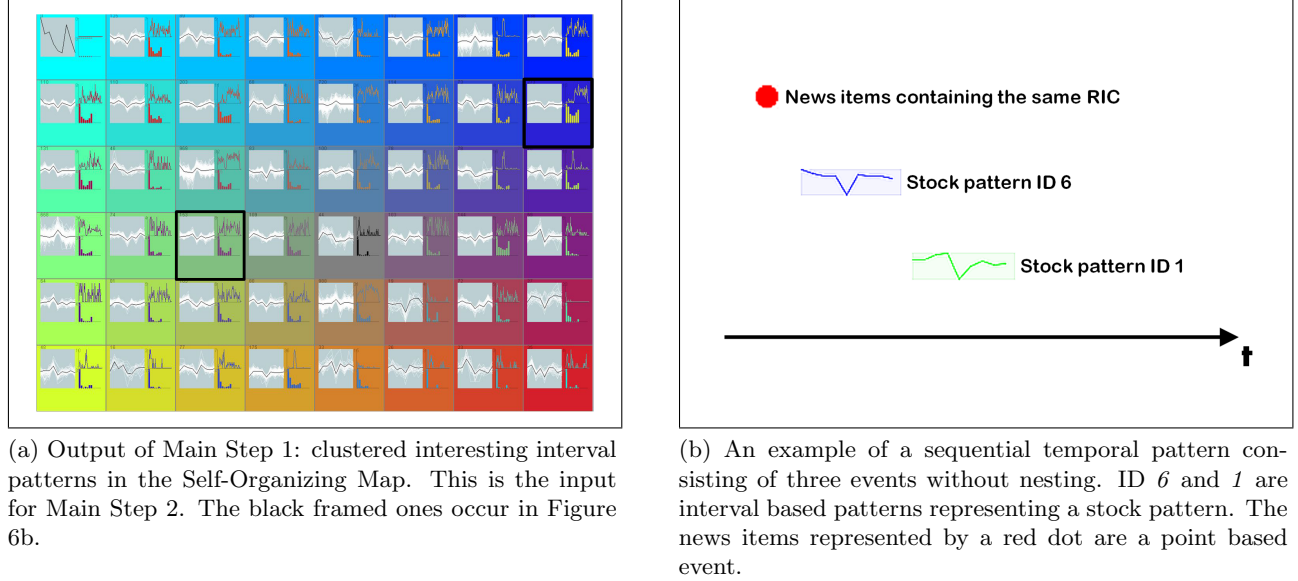 News items containing the same RIC
Stock pattern ID 6
Stock pattern ID 1
t
(a) Output of Main Step 1: clustered interesting interval
patterns in the Self-Organizing Map. This is the input
for Main Step 2. The black framed ones occur in Figure
6b.
(b) An example of a sequential temporal pattern con-
sisting of three events without nesting. ID 6 and 1 are
interval based patterns representing a stock pattern. The
news items represented by a red dot are a point based
event.